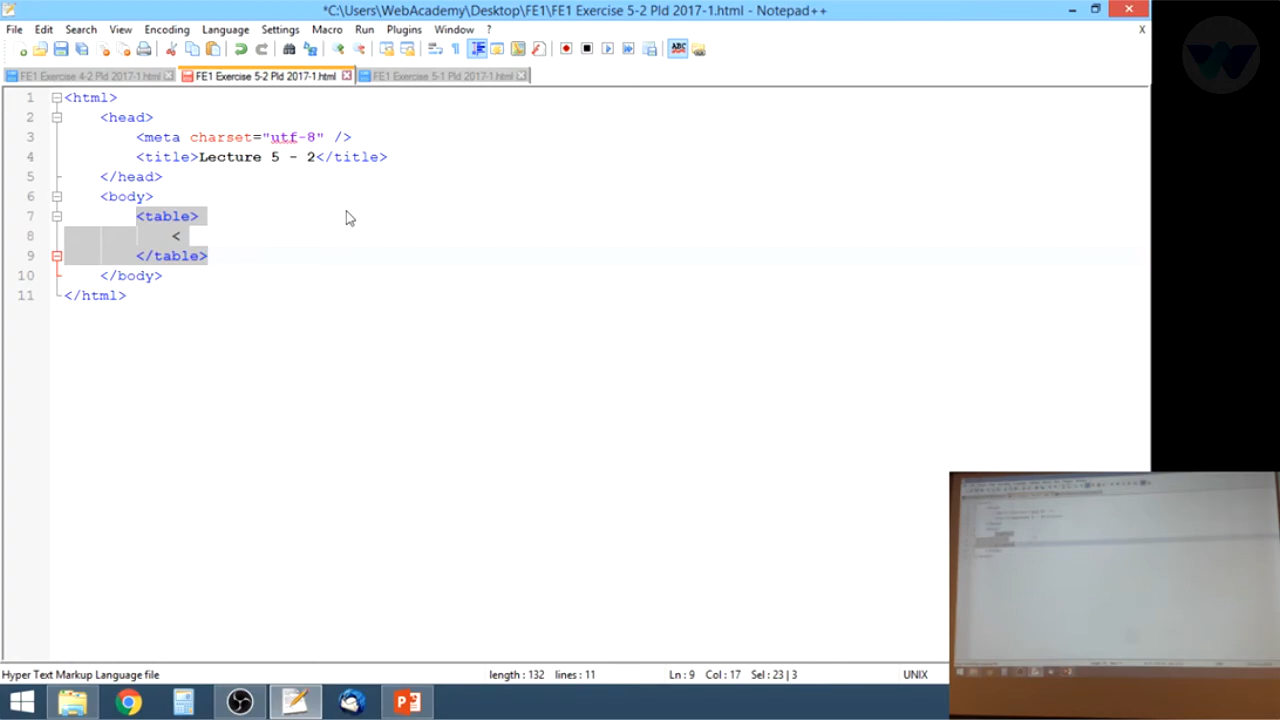 *C:\Users\WebAcademy\Desktop\FE1\FE1 Exercise 5-2 Pld 2017-1.html - Notepad++
File Edit Search View Encoding Language Settings Macro Run Plugins Window ? X
ABC
FE1 Exercise 4-2 Pld 2017-1.html FE1 Exercise 5-2 Pld 2017-1.html FE1 Exercise 5-1 Pld 2017-1.html
1 <html>
2 <head>
3 <meta charset="utf-8" />
4 <title>Lecture 5 - 2</title>
5 </head>
6 <body>
7 <table>
8 <
9 </table>
10 </body>
11 </html>
Hyper Text Markup Language file length : 132 lines : 11 Ln : 9 Col : 17 Sel : 23 | 3 UNIX